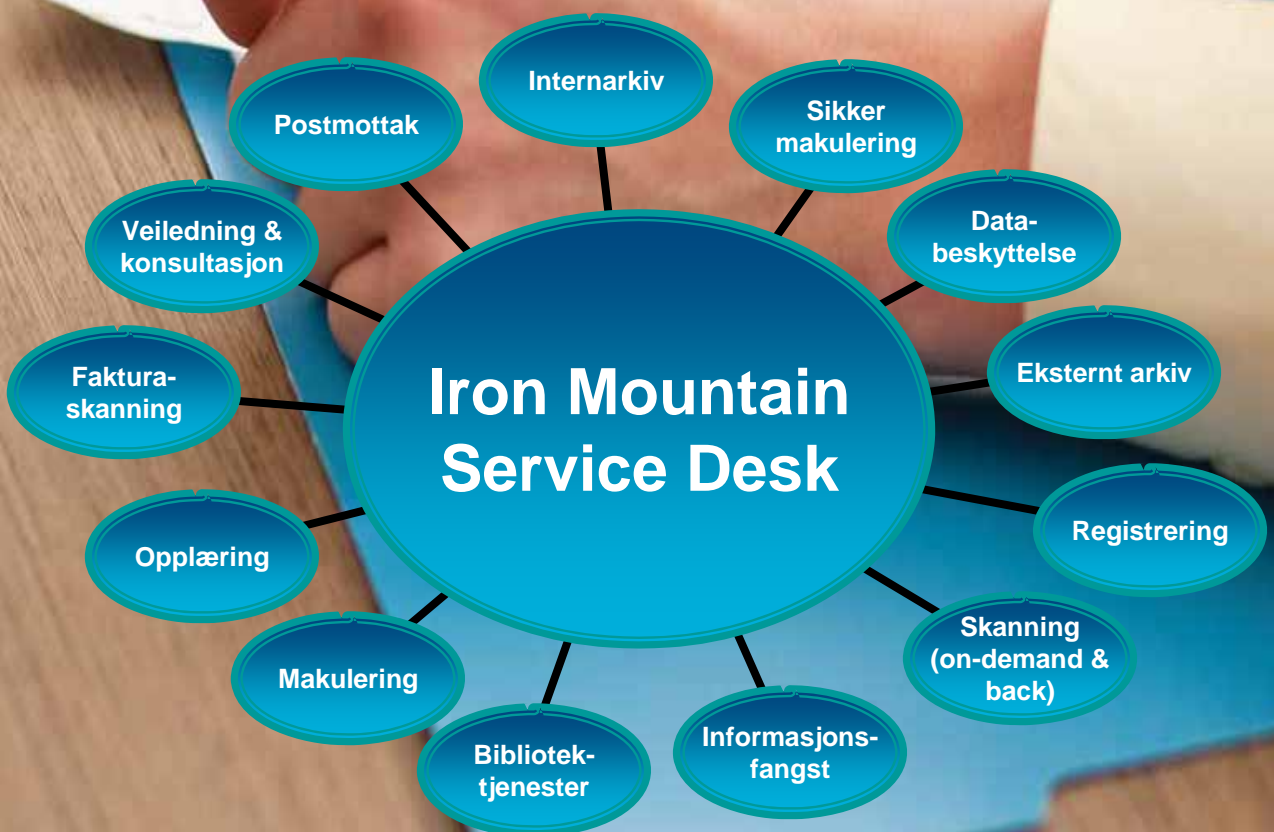 Internarkiv
Postmottak
Sikker
makulering
Veiledning &
konsultasjon
Data-
beskyttelse
Iron Mountain
Service Desk
Eksternt arkiv
Faktura-
skanning
Registrering
Opplæring
Skanning
(on-demand &
back)
Makulering
Informasjons-
fangst
Bibliotek-
tjenester